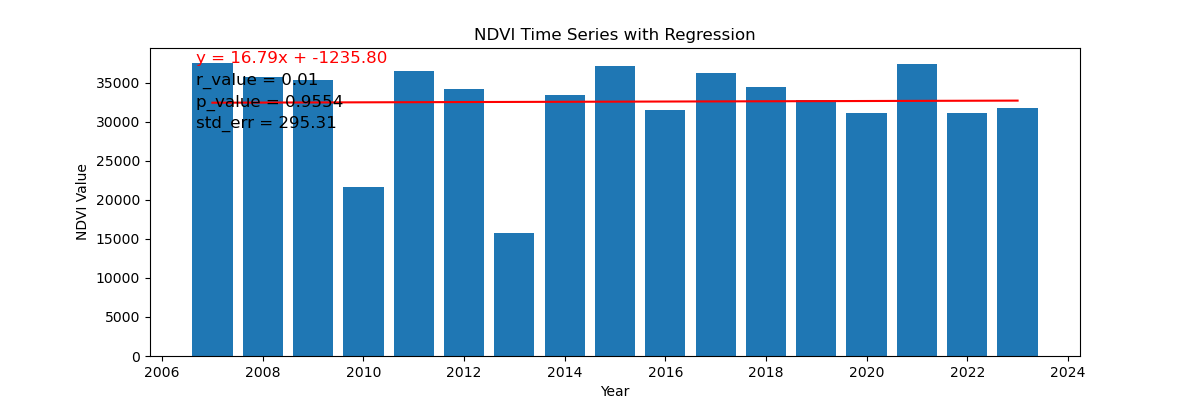 NDVI Time Series with Regression
y = 16.79x + -1235.80
r_value = 0.01
p_value = 0.9554
std_err = 295.31
35000
30000
25000
20000
15000
10000
5000
0
NDVI Value
2006 2008 2010 2012 2014 2016 2018 2020 2022 2024
Year